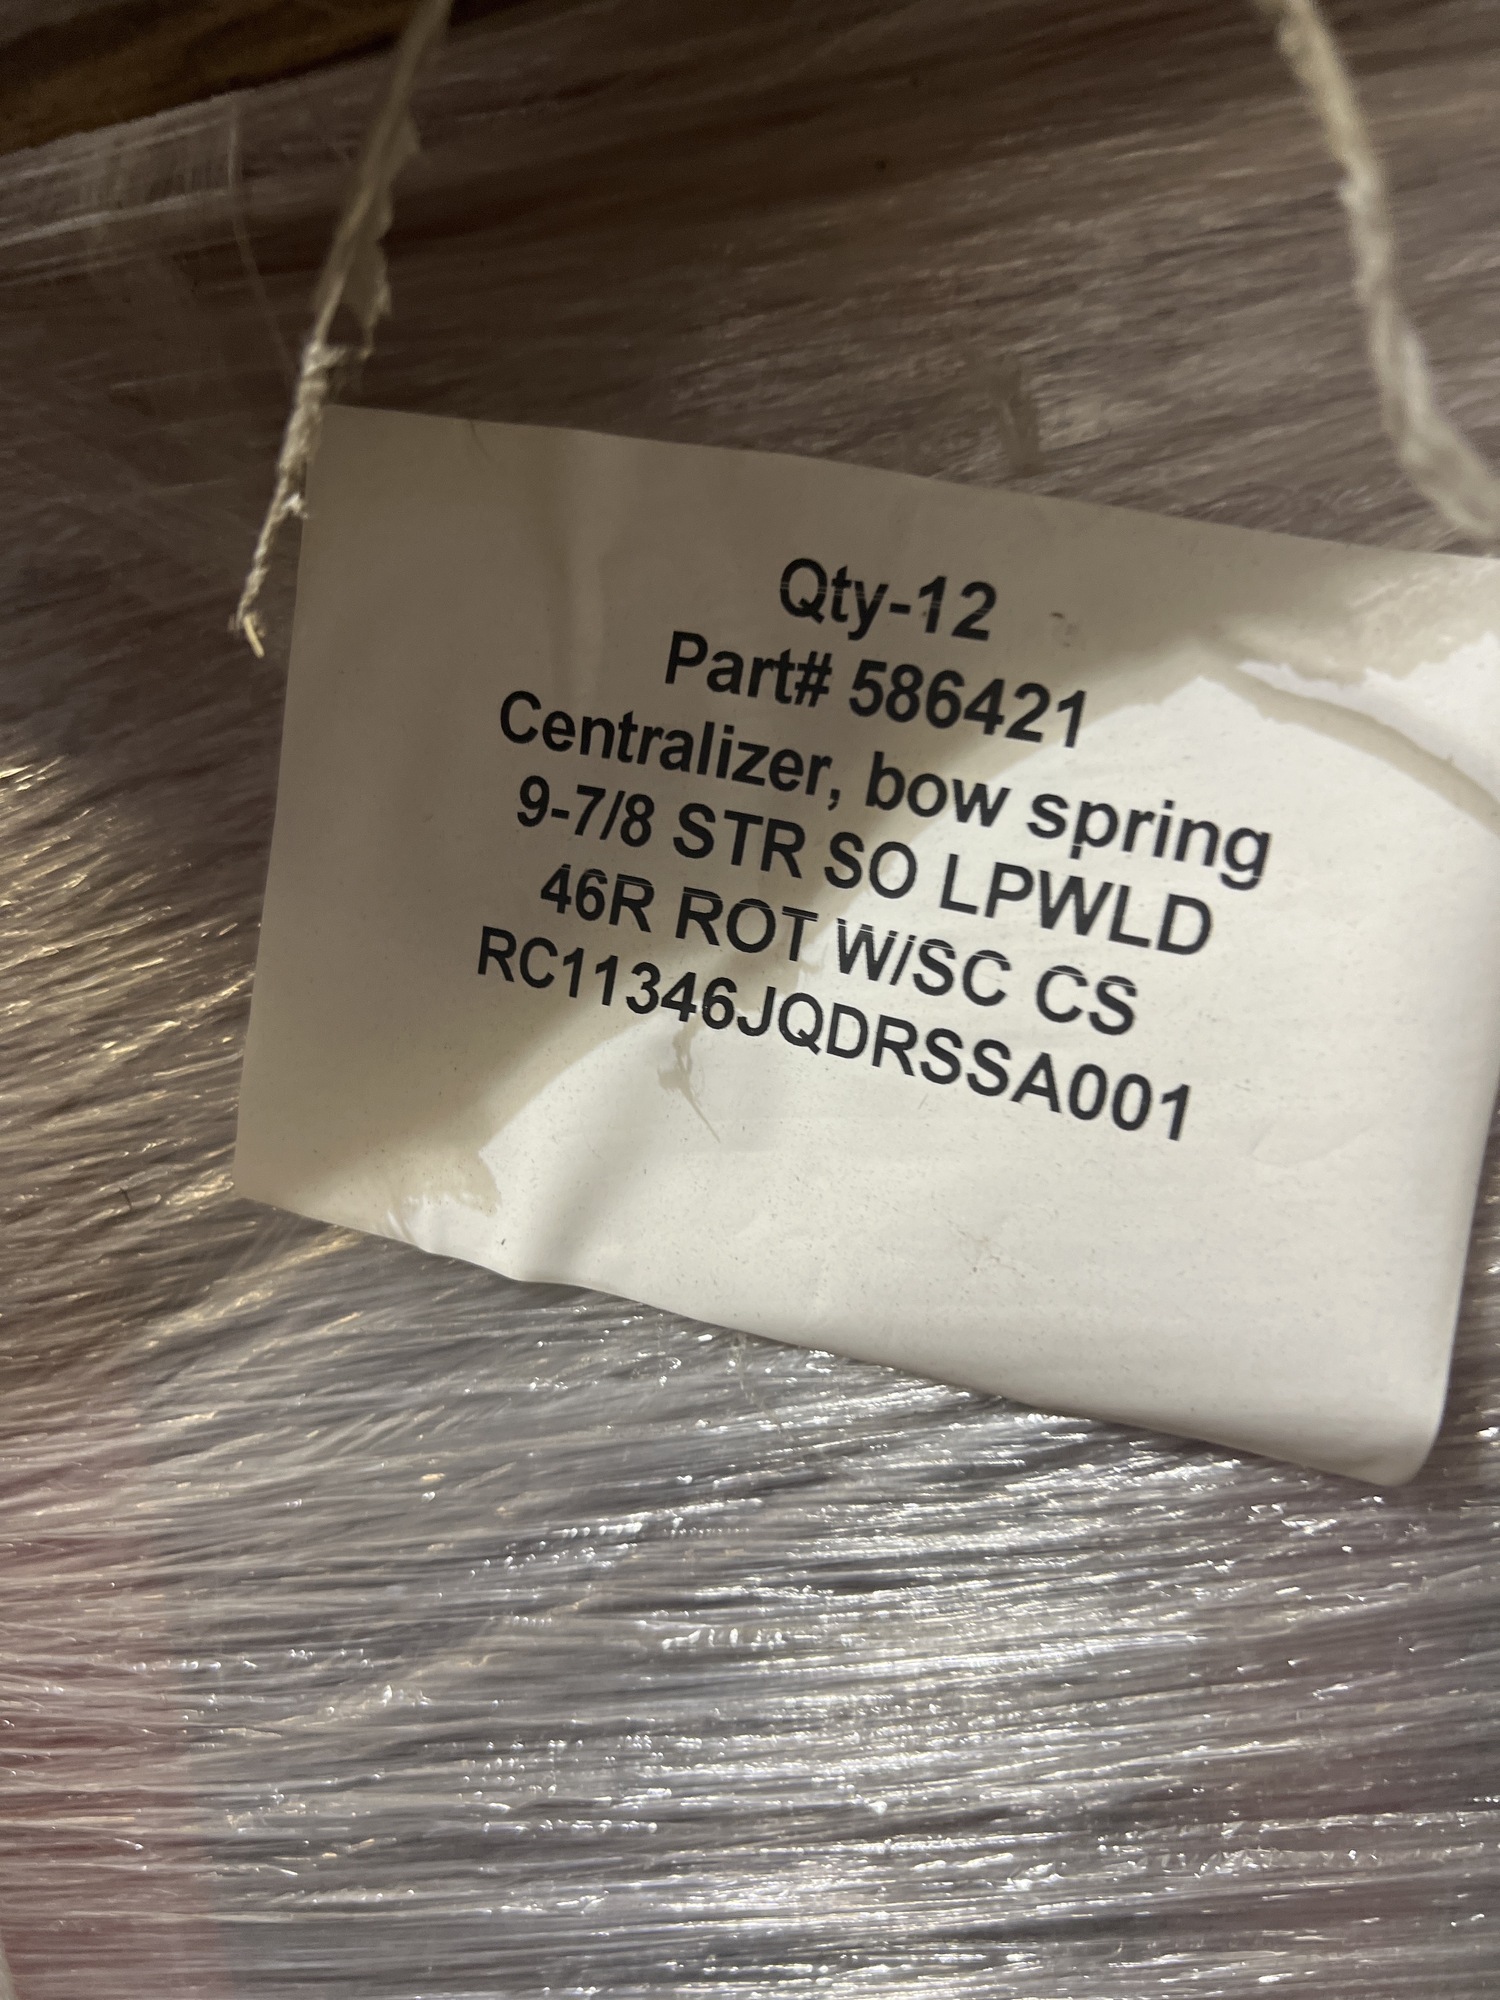 Qty-12
Part# 586421
Centralizer, bow spring
9-7/8 STR SO LPWLD
46R ROT W/SC CS
RC11346JQDRSSA001